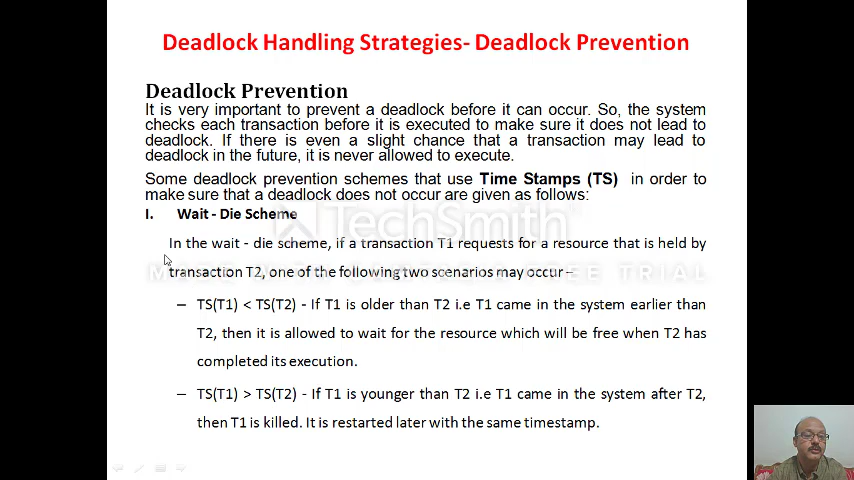 Deadlock Handling Strategies- Deadlock Prevention
Deadlock Prevention
It is very important to prevent a deadlock before it can occur. So, the system
checks each transaction before it is executed to make sure it does not lead to
deadlock. If there is even a slight chance that a transaction may lead to
deadlock in the future, it is never allowed to execute.
Some deadlock prevention schemes that use Time Stamps (TS) in order to
make sure that a deadlock does not occur are given as follows:
I. Wait - Die Scheme
TechSmith
In the wait - die scheme, if a transaction T1 requests for a resource that is held by
transaction T2, one of the following two scenarios may occur –
– TS(T1) < TS(T2) - If T1 is older than T2 i.e T1 came in the system earlier than
T2, then it is allowed to wait for the resource which will be free when T2 has
completed its execution.
– TS(T1) > TS(T2) - If T1 is younger than T2 i.e T1 came in the system after T2,
then T1 is killed. It is restarted later with the same timestamp.